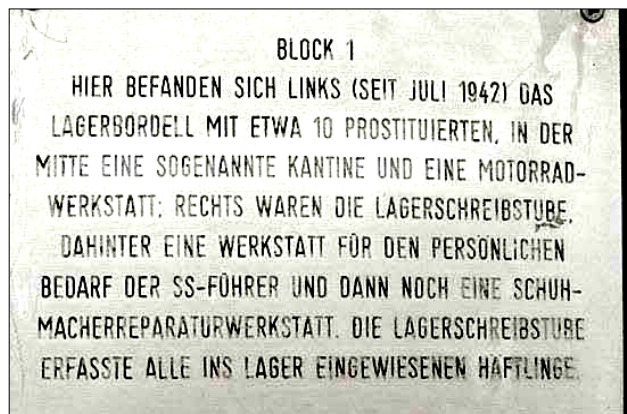 BLOCK 1
HIER BEFANDEN SICH LINKS (SEIT JULI 1942) DAS
LAGERBORDELL MIT ETWA 10 PROSTITUIERTEN, IN DER
MITTE EINE SOGENANNTE KANTINE UND EINE MOTORRAD-
WERKSTATT; RECHTS WAREN DIE LAGERSCHREIBSTUBE,
DAHINTER EINE WERKSTATT FÜR DEN PERSÖNLICHEN
BEDARF DER SS-FÜHRER UND DANN NOCH EINE SCHUH-
MACHERREPARATURWERKSTATT. DIE LAGERSCHREIBSTUBE
ERFASSTE ALLE INS LAGER EINGEWIESENEN HÄFTLINGE.